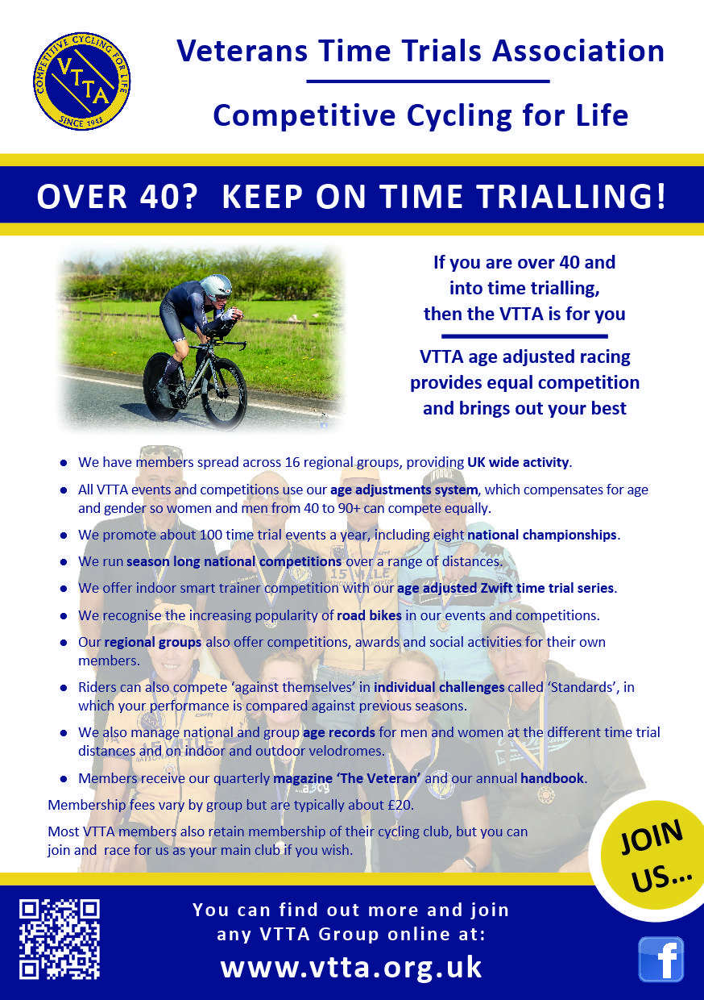 COMPETITIVE CYCLING FOR LIFE
VTTA
SINCE 1943
Veterans Time Trials Association
Competitive Cycling for Life
OVER 40? KEEP ON TIME TRIALLING!
If you are over 40 and
into time trialling,
then the VTTA is for you
VTTA age adjusted racing
provides equal competition
and brings out your best
● We have members spread across 16 regional groups, providing UK wide activity.
● All VTTA events and competitions use our age adjustments system, which compensates for age
and gender so women and men from 40 to 90+ can compete equally.
● We promote about 100 time trial events a year, including eight national championships.
● We run season long national competitions over a range of distances.
● We offer indoor smart trainer competition with our age adjusted Zwift time trial series.
● We recognise the increasing popularity of road bikes in our events and competitions.
● Our regional groups also offer competitions, awards and social activities for their own
members.
● Riders can also compete ‘against themselves’ in individual challenges called ‘Standards’, in
which your performance is compared against previous seasons.
● We also manage national and group age records for men and women at the different time trial
distances and on indoor and outdoor velodromes.
● Members receive our quarterly magazine ‘The Veteran’ and our annual handbook.
Membership fees vary by group but are typically about £20.
Most VTTA members also retain membership of their cycling club, but you can
join and race for us as your main club if you wish.
15 MILE
15 MILE
JOIN
US...
You can find out more and join
any VTTA Group online at:
www.vtta.org.uk
f